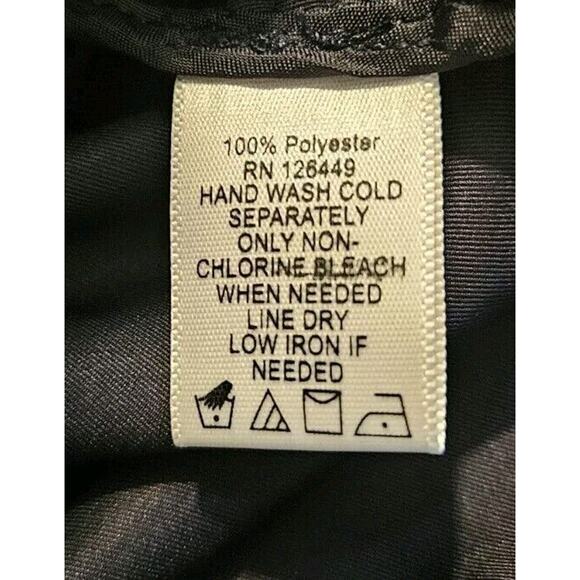 100% Polyester
RN 126449
HAND WASH COLD
SEPARATELY
ONLY NON-
CHLORINE BLEACH
WHEN NEEDED
LINE DRY
LOW IRON IF
NEEDED